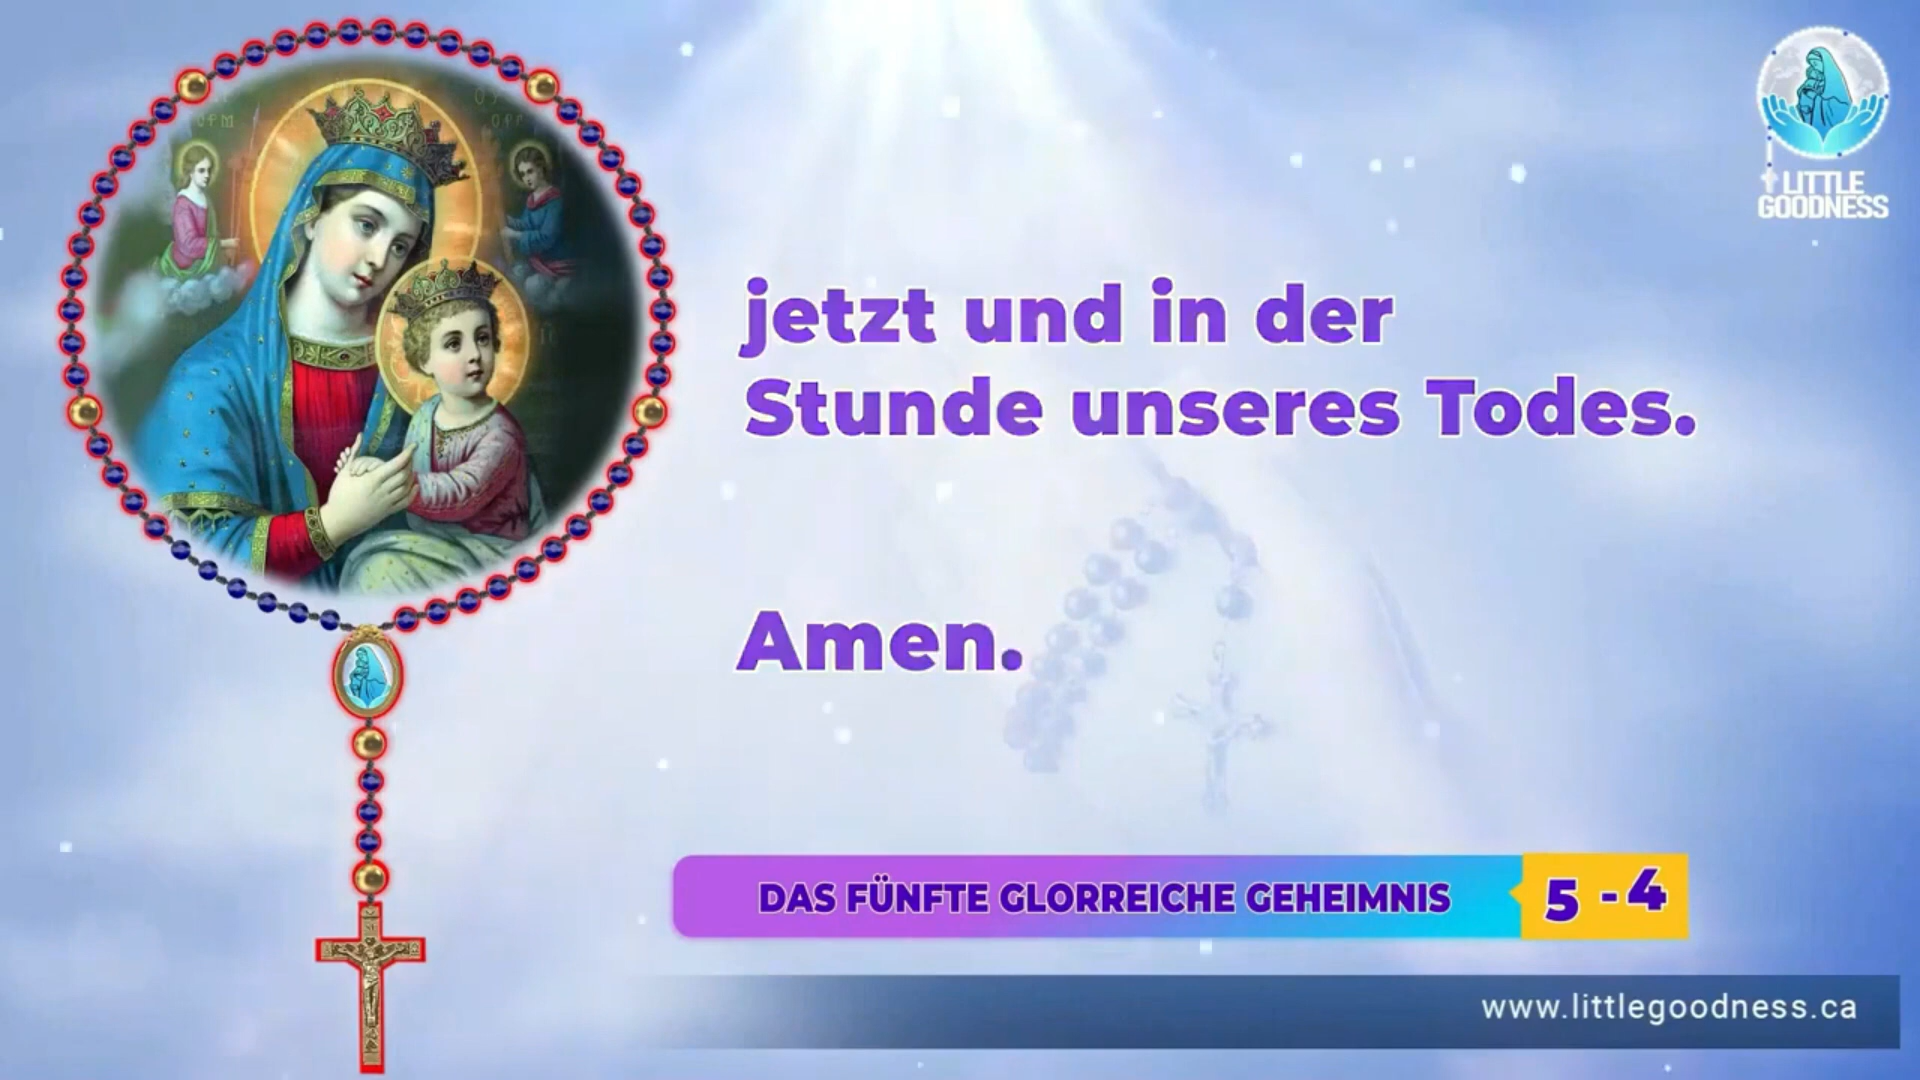 LITTLE
GOODNESS
jetzt und in der
Stunde unseres Todes.
Amen.
DAS FÜNFTE GLORREICHE GEHEIMNIS 5 - 4
www.littlegoodness.ca